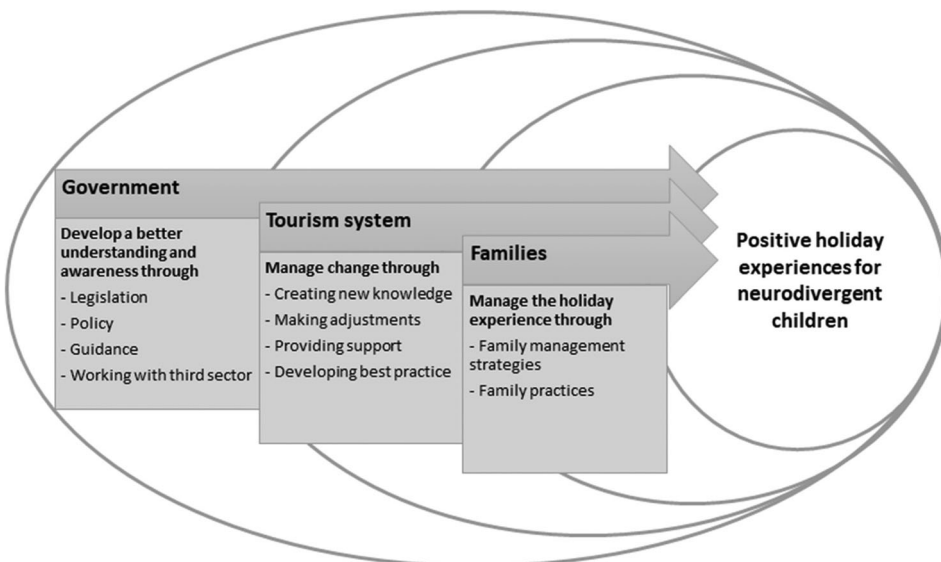 Government
Develop a better
understanding and
awareness through
- Legislation
- Policy
- Guidance
- Working with third sector
Tourism system
Manage change through
- Creating new knowledge
- Making adjustments
- Providing support
- Developing best practice
Families
Manage the holiday
experience through
- Family management
strategies
- Family practices
Positive holiday
experiences for
neurodivergent
children